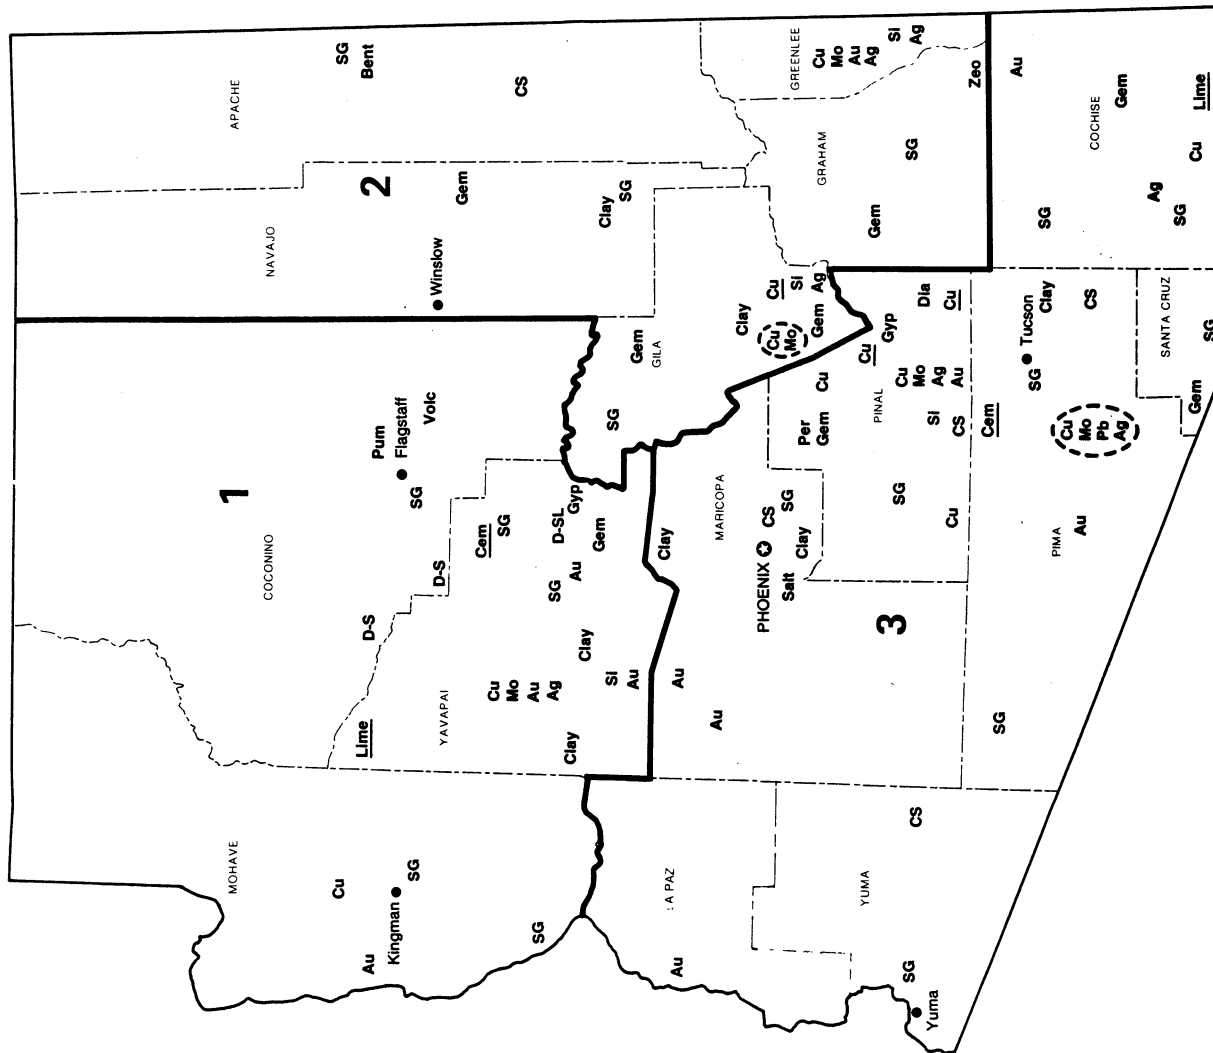 MOHAVE
Cu
Au
Kingman
SG
SG
COCONINO
1
D-S
Pum
Flagstaff
SG
Volc
D-S
Lime
YAVAPAI
Cem
SG
Cu
Mo
Au
Ag
D-SL
Gyp
SG
Au
Gem
Clay
Clay
Si
Au
NAVAJO
2
Winslow
Gem
Clay
SG
APACHE
SG
Bent
CS
GILA
SG
Gem
Clay
Cu
Mo
Cu
Si
Ag
Gem
GREENLEE
Cu
Mo
Au
Ag
Si
Ag
GRAHAM
Gem
SG
Zeo
LA PAZ
Au
YUMA
CS
SG
Yuma
MARICOPA
Clay
Au
Au
PHOENIX
CS
SG
Salt
Clay
3
PINAL
Per
Gem
Cu
Cu
Gyp
Cu
Mo
Ag
Au
Dia
Cu
Si
CS
SG
Cu
PIMA
Cem
SG
Tucson
SG
Clay
CS
Cu
Mo
Pb
Ag
Au
SANTA CRUZ
Gem
SG
COCHISE
Au
SG
Gem
Ag
SG
Cu
Lime